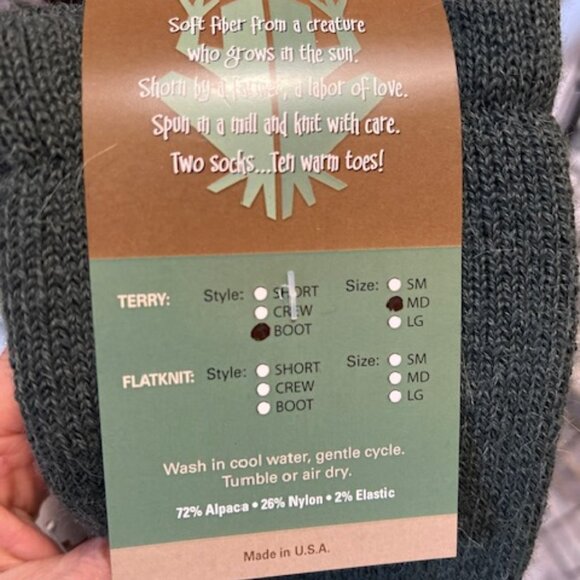 Soft fiber from a creature
who grows in the sun.
Shorn by a farmer, a labor of love.
Spun in a mill and knit with care.
Two socks...Ten warm toes!
TERRY: Style: SHORT Size: SM
CREW MD
BOOT LG
FLATKNIT: Style: SHORT Size: SM
CREW MD
BOOT LG
Wash in cool water, gentle cycle.
Tumble or air dry.
72% Alpaca • 26% Nylon • 2% Elastic
Made in U.S.A.